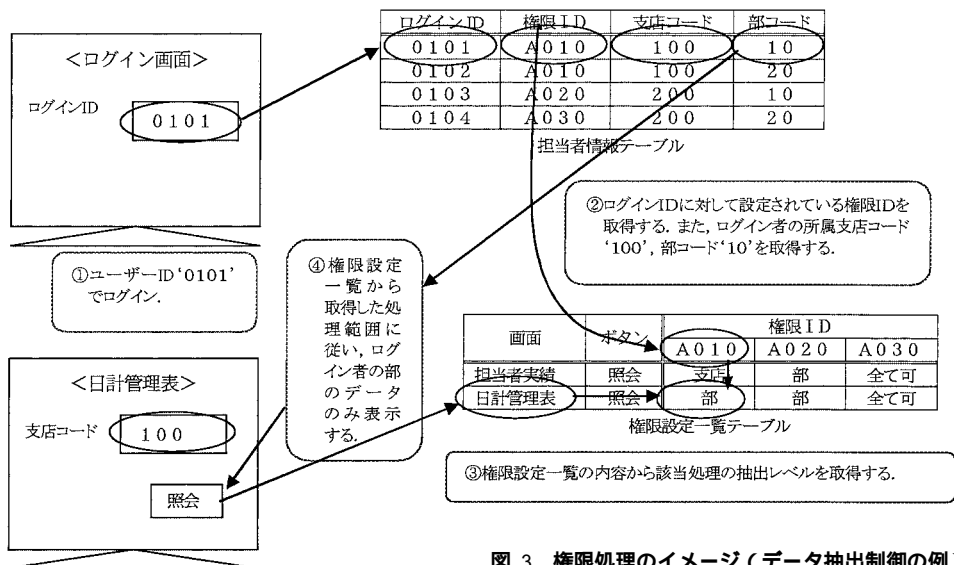 ＜ログイン画面＞
ログインID
0101
ログインID 権限ID 支店コード 部コード
0101 A010 100 10
0102 A010 100 20
0103 A020 200 10
0104 A030 200 20
担当者情報テーブル
①ユーザーID‘0101’
でログイン.
②ログインIDに対して設定されている権限IDを
取得する. また, ログイン者の所属支店コード
‘100’, 部コード‘10’を取得する.
④権限設定
一覧から
取得した処
理範囲に
従い, ログ
イン者の部
のデータ
のみ表示
する.
画面 ボタン 権限ID
A010 A020 A030
担当者実績 照会 支店 部 全て可
日計管理表 照会 部 部 全て可
権限設定一覧テーブル
③権限設定一覧の内容から該当処理の抽出レベルを取得する.
＜日計管理表＞
支店コード
100
照会
図 3 権限処理のイメージ（データ抽出制御の例）